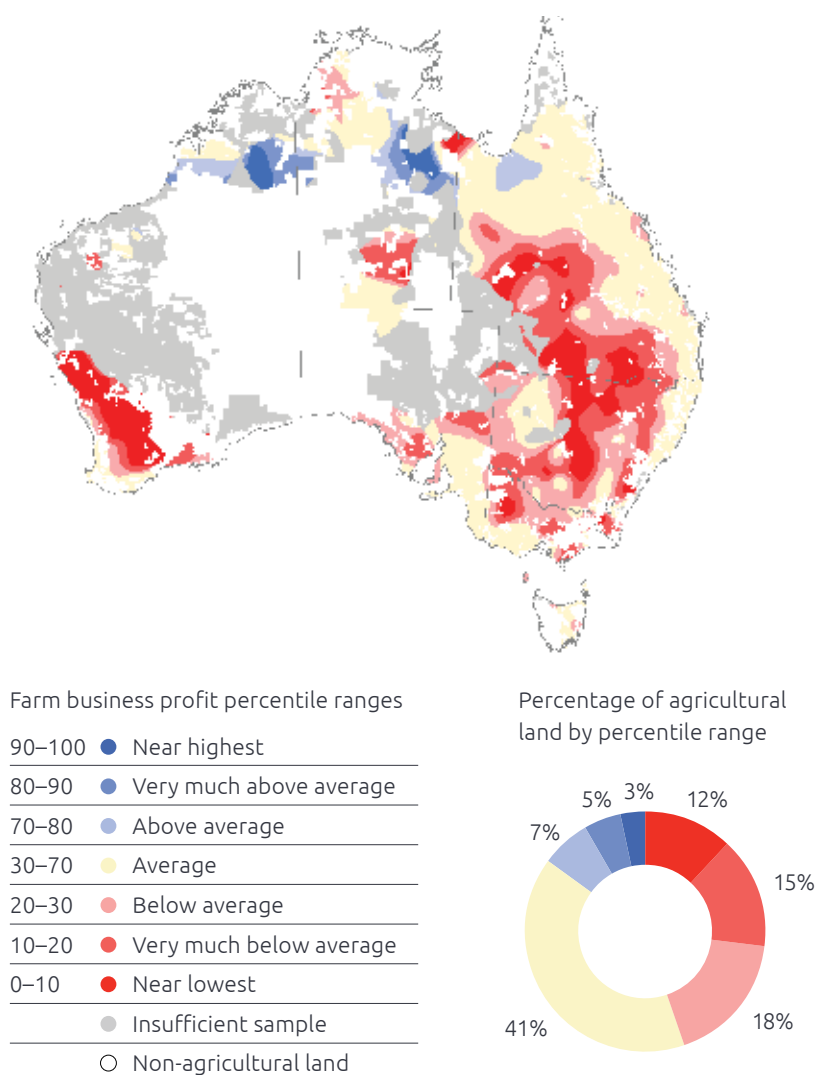 Farm business profit percentile ranges
90–100 Near highest
80–90 Very much above average
70–80 Above average
30–70 Average
20–30 Below average
10–20 Very much below average
0–10 Near lowest
Insufficient sample
Non-agricultural land
Percentage of agricultural
land by percentile range
3%
12%
5%
7%
15%
18%
41%